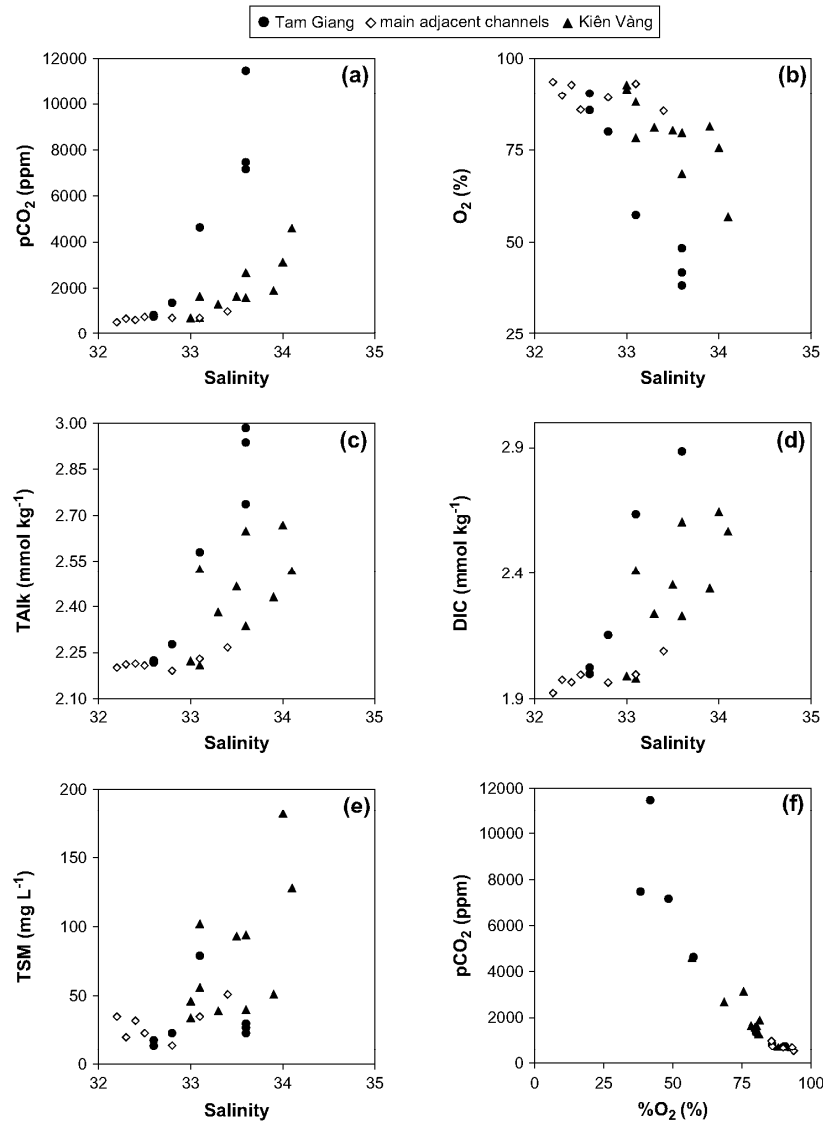 ● Tam Giang ◇ main adjacent channels ▲ Kiên Vàng
(a)
12000
10000
8000
6000
4000
2000
0
pCO₂ (ppm)
32 33 34 35
Salinity
(b)
100
75
50
25
O₂ (%)
32 33 34 35
Salinity
(c)
3.00
2.85
2.70
2.55
2.40
2.25
2.10
TAlk (mmol kg⁻¹)
32 33 34 35
Salinity
(d)
2.9
2.4
1.9
DIC (mmol kg⁻¹)
32 33 34 35
Salinity
(e)
200
150
100
50
0
TSM (mg L⁻¹)
32 33 34 35
Salinity
(f)
12000
10000
8000
6000
4000
2000
0
pCO₂ (ppm)
0 25 50 75 100
%O₂ (%)